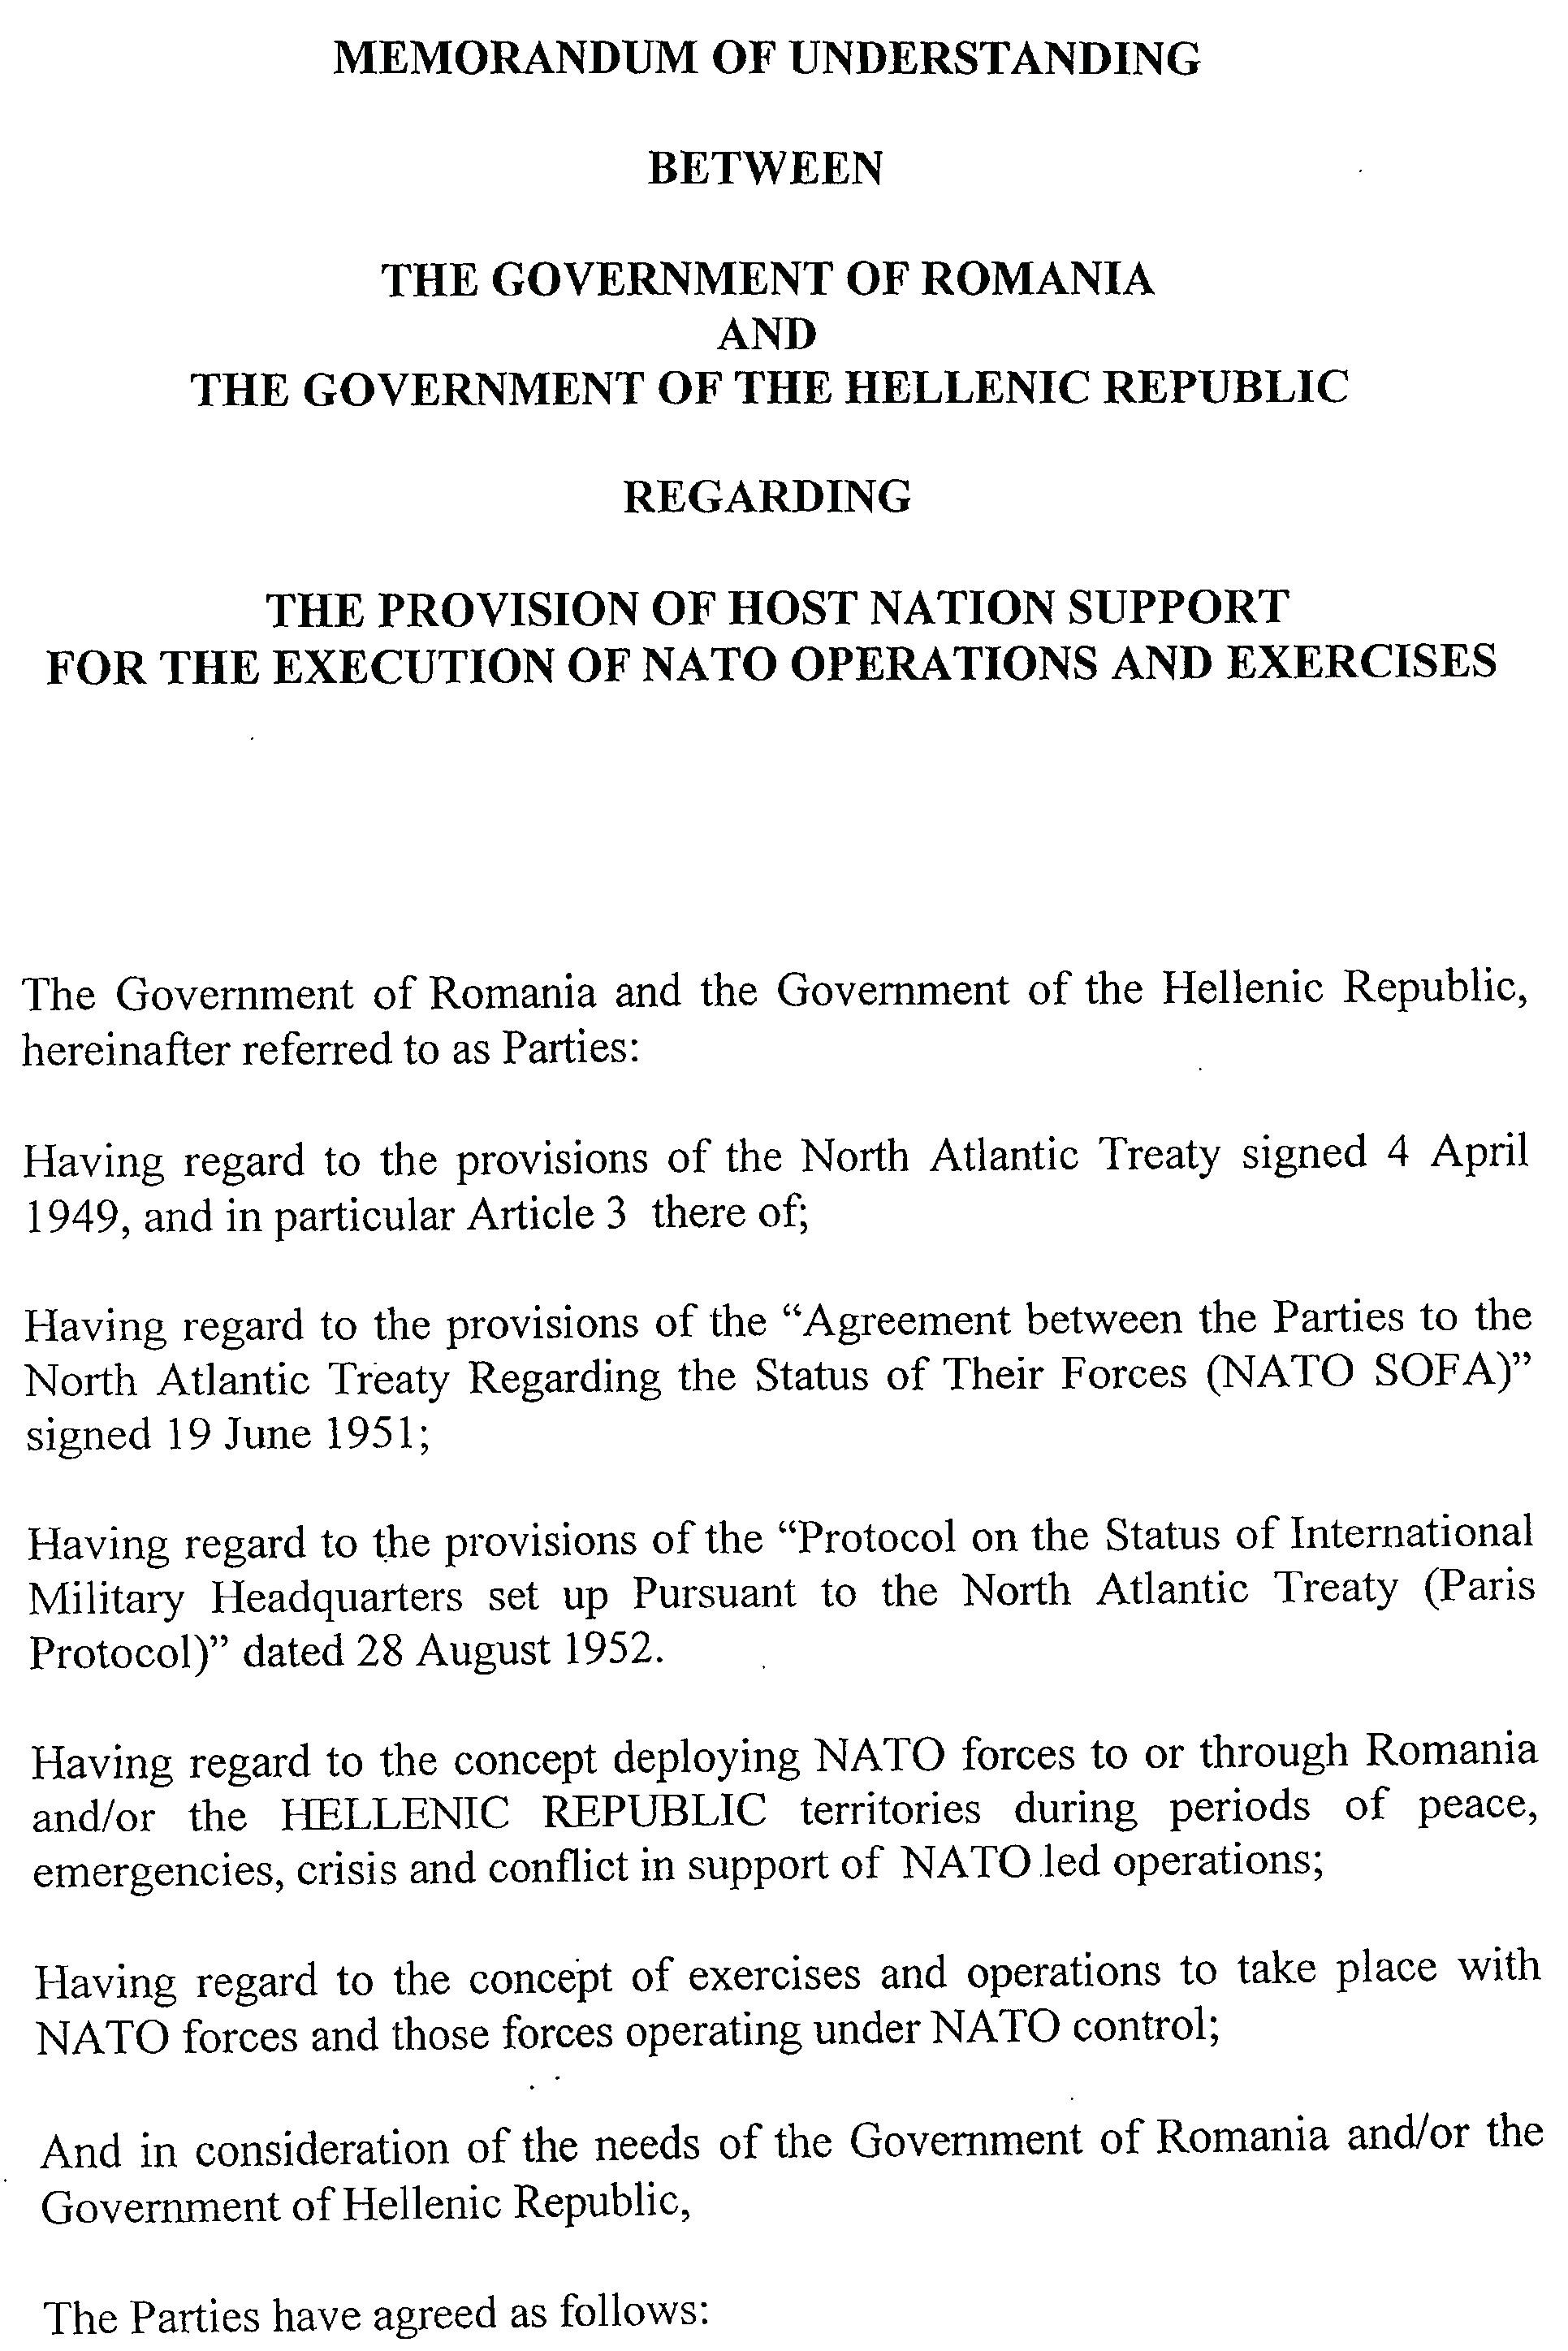 MEMORANDUM OF UNDERSTANDING
BETWEEN
THE GOVERNMENT OF ROMANIA
AND
THE GOVERNMENT OF THE HELLENIC REPUBLIC
REGARDING
THE PROVISION OF HOST NATION SUPPORT
FOR THE EXECUTION OF NATO OPERATIONS AND EXERCISES
The Government of Romania and the Government of the Hellenic Republic,
hereinafter referred to as Parties:
Having regard to the provisions of the North Atlantic Treaty signed 4 April
1949, and in particular Article 3 there of;
Having regard to the provisions of the “Agreement between the Parties to the
North Atlantic Treaty Regarding the Status of Their Forces (NATO SOFA)”
signed 19 June 1951;
Having regard to the provisions of the “Protocol on the Status of International
Military Headquarters set up Pursuant to the North Atlantic Treaty (Paris
Protocol)” dated 28 August 1952.
Having regard to the concept deploying NATO forces to or through Romania
and/or the HELLENIC REPUBLIC territories during periods of peace,
emergencies, crisis and conflict in support of NATO led operations;
Having regard to the concept of exercises and operations to take place with
NATO forces and those forces operating under NATO control;
And in consideration of the needs of the Government of Romania and/or the
Government of Hellenic Republic,
The Parties have agreed as follows: